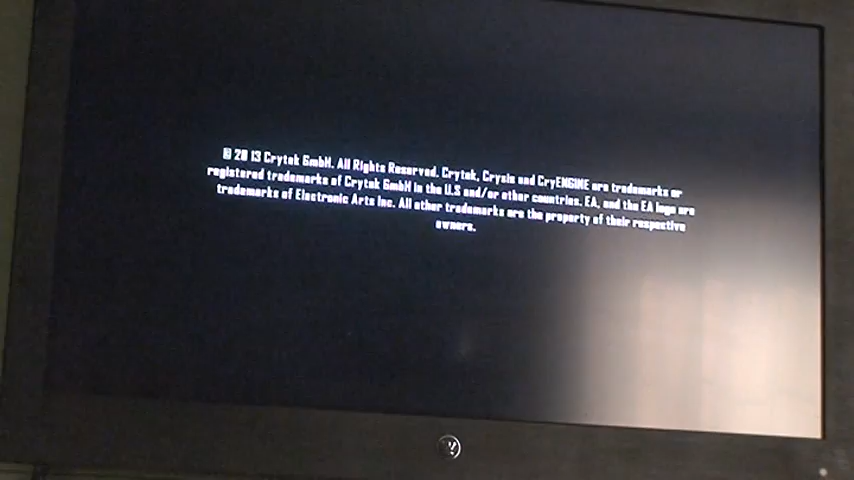 © 2013 Crytek GmbH. All Rights Reserved. Crytek, Crysis and CryENGINE are trademarks or
registered trademarks of Crytek GmbH in the U.S and/or other countries. EA, and the EA logo are
trademarks of Electronic Arts Inc. All other trademarks are the property of their respective
owners.
W